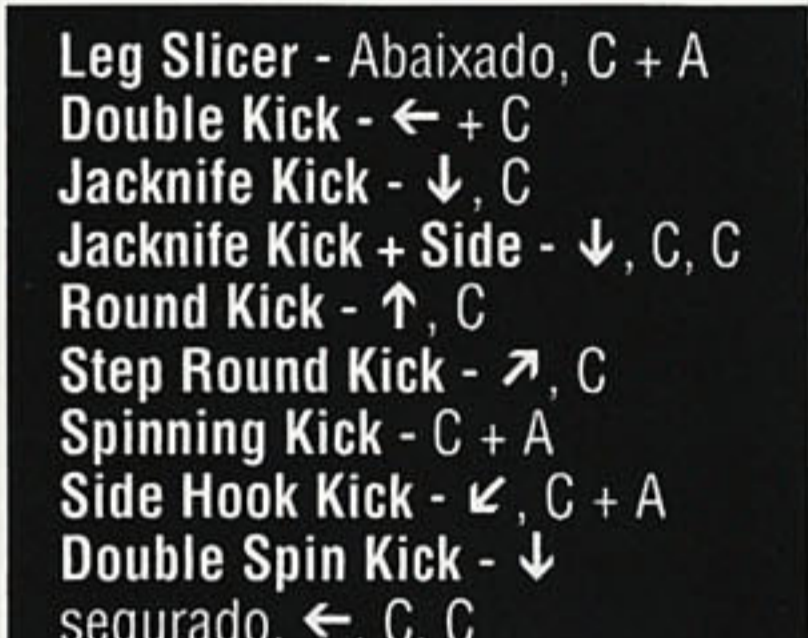 Leg Slicer - Abaixado, C + A
Double Kick - ← + C
Jacknife Kick - ↓, C
Jacknife Kick + Side - ↓, C, C
Round Kick - ↑, C
Step Round Kick - ↗, C
Spinning Kick - C + A
Side Hook Kick - ↙, C + A
Double Spin Kick - ↓
segurado, ←, C, C